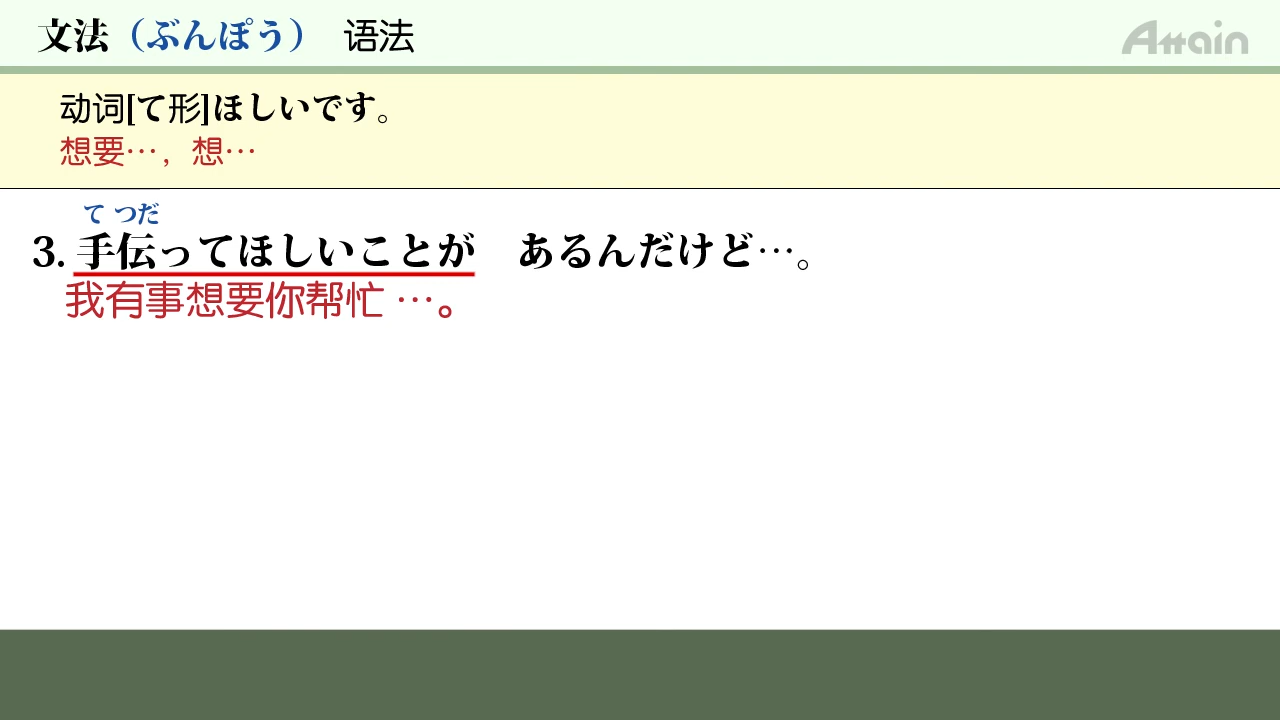 文法（ぶんぽう） 语法
Attain
动词[て形]ほしいです。
想要…，想…
て つだ
3. 手伝ってほしいことが　あるんだけど…。
我有事想要你帮忙 …。